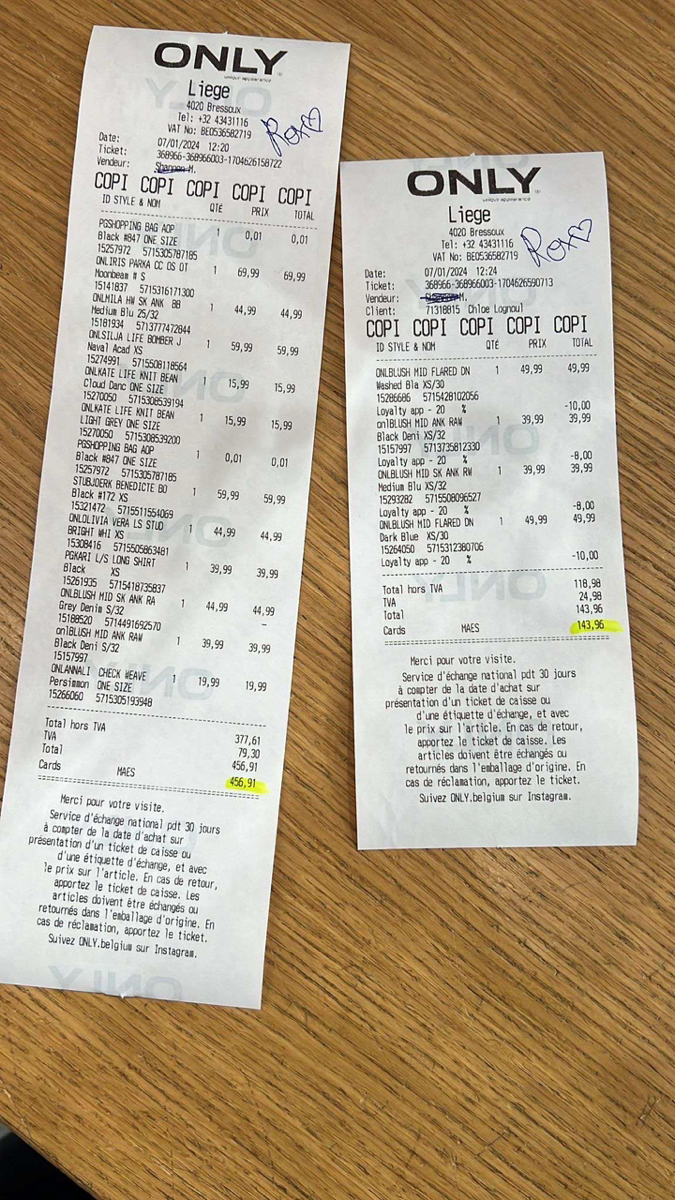 ONLY
unique appearance
Liege
4020 Bressoux
Tel: +32 43431116
VAT No: BE0536582719
Rox
Date: 07/01/2024 12:20
Ticket: 368966-368966003-1704626158722
Vendeur: M.
COPI COPI COPI COPI COPI
ID STYLE & NOM QTÉ PRIX TOTAL
PGSHOPPING BAG AOP 1 0,01 0,01
Black #847 ONE SIZE
15257972 5715305787185
ONLIRIS PARKA CC OS OT 1 69,99 69,99
Moonbeam # S
15141837 5715316171300
ONLMILA HW SK ANK BB 1 44,99 44,99
Medium Blu 25/32
15181934 5713777472844
ONLSILJA LIFE BOMBER J 1 59,99 59,99
Naval Acad XS
15274991 5715508118564
ONLKATE LIFE KNIT BEAN 1 15,99 15,99
Cloud Danc ONE SIZE
15270050 5715308539194
ONLKATE LIFE KNIT BEAN 1 15,99 15,99
LIGHT GREY ONE SIZE
15270050 5715308539200
PGSHOPPING BAG AOP 1 0,01 0,01
Black #847 ONE SIZE
15257972 5715305787185
STUBJOERK BENEDICTE BO 1 59,99 59,99
Black #172 XS
15321472 5715511554069
ONLOLIVIA VERA LS STUD 1 44,99 44,99
BRIGHT WHI XS
15308416 5715505863481
PGKARI L/S LONG SHIRT 1 39,99 39,99
Black XS
15261935 5715418735837
ONLBLUSH MID SK ANK RA 1 44,99 44,99
Grey Denim S/32
15188520 5714491692570
onlBLUSH MID ANK RAW 1 39,99 39,99
Black Deni S/32
15157997
ONLANNALI CHECK WEAVE 1 19,99 19,99
Persimmon ONE SIZE
15266060 5715305193948
Total hors TVA 377,61
TVA 79,30
Total 456,91
Cards MAES 456,91
Merci pour votre visite.
Service d'échange national pdt 30 jours
à compter de la date d'achat sur
présentation d'un ticket de caisse ou
d'une étiquette d'échange, et avec
le prix sur l'article. En cas de retour,
apportez le ticket de caisse. Les
articles doivent être échangés ou
retournés dans l'emballage d'origine. En
cas de réclamation, apportez le ticket.
Suivez ONLY.belgium sur Instagram.
ONLY
unique appearance
Liege
4020 Bressoux
Tel: +32 43431116
VAT No: BE0536582719
Rox
Date: 07/01/2024 12:24
Ticket: 368966-368966003-1704626590713
Vendeur: M.
Client: 71318815 Chloe Lognoul
COPI COPI COPI COPI COPI
ID STYLE & NOM QTÉ PRIX TOTAL
ONLBLUSH MID FLARED DN 1 49,99 49,99
Washed Bla XS/30
15286686 5715428102056
Loyalty app - 20 % -10,00
onlBLUSH MID ANK RAW 1 39,99 39,99
Black Deni XS/32
15157997 5713735812330
Loyalty app - 20 % -8,00
ONLBLUSH MID SK ANK RW 1 39,99 39,99
Medium Blu XS/32
15293282 5715508096527
Loyalty app - 20 % -8,00
ONLBLUSH MID FLARED DN 1 49,99 49,99
Dark Blue XS/30
15264050 5715312380706
Loyalty app - 20 % -10,00
Total hors TVA 118,98
TVA 24,98
Total 143,96
Cards MAES 143,96
Merci pour votre visite.
Service d'échange national pdt 30 jours
à compter de la date d'achat sur
présentation d'un ticket de caisse ou
d'une étiquette d'échange, et avec
le prix sur l'article. En cas de retour,
apportez le ticket de caisse. Les
articles doivent être échangés ou
retournés dans l'emballage d'origine. En
cas de réclamation, apportez le ticket.
Suivez ONLY.belgium sur Instagram.